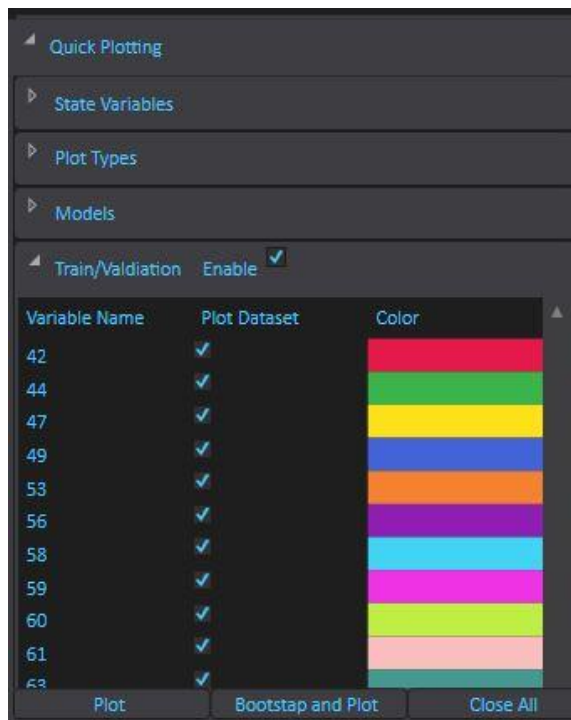 Quick Plotting
State Variables
Plot Types
Models
Train/Valdiation Enable
Variable Name Plot Dataset Color
42
44
47
49
53
56
58
59
60
61
63
Plot Bootstap and Plot Close All